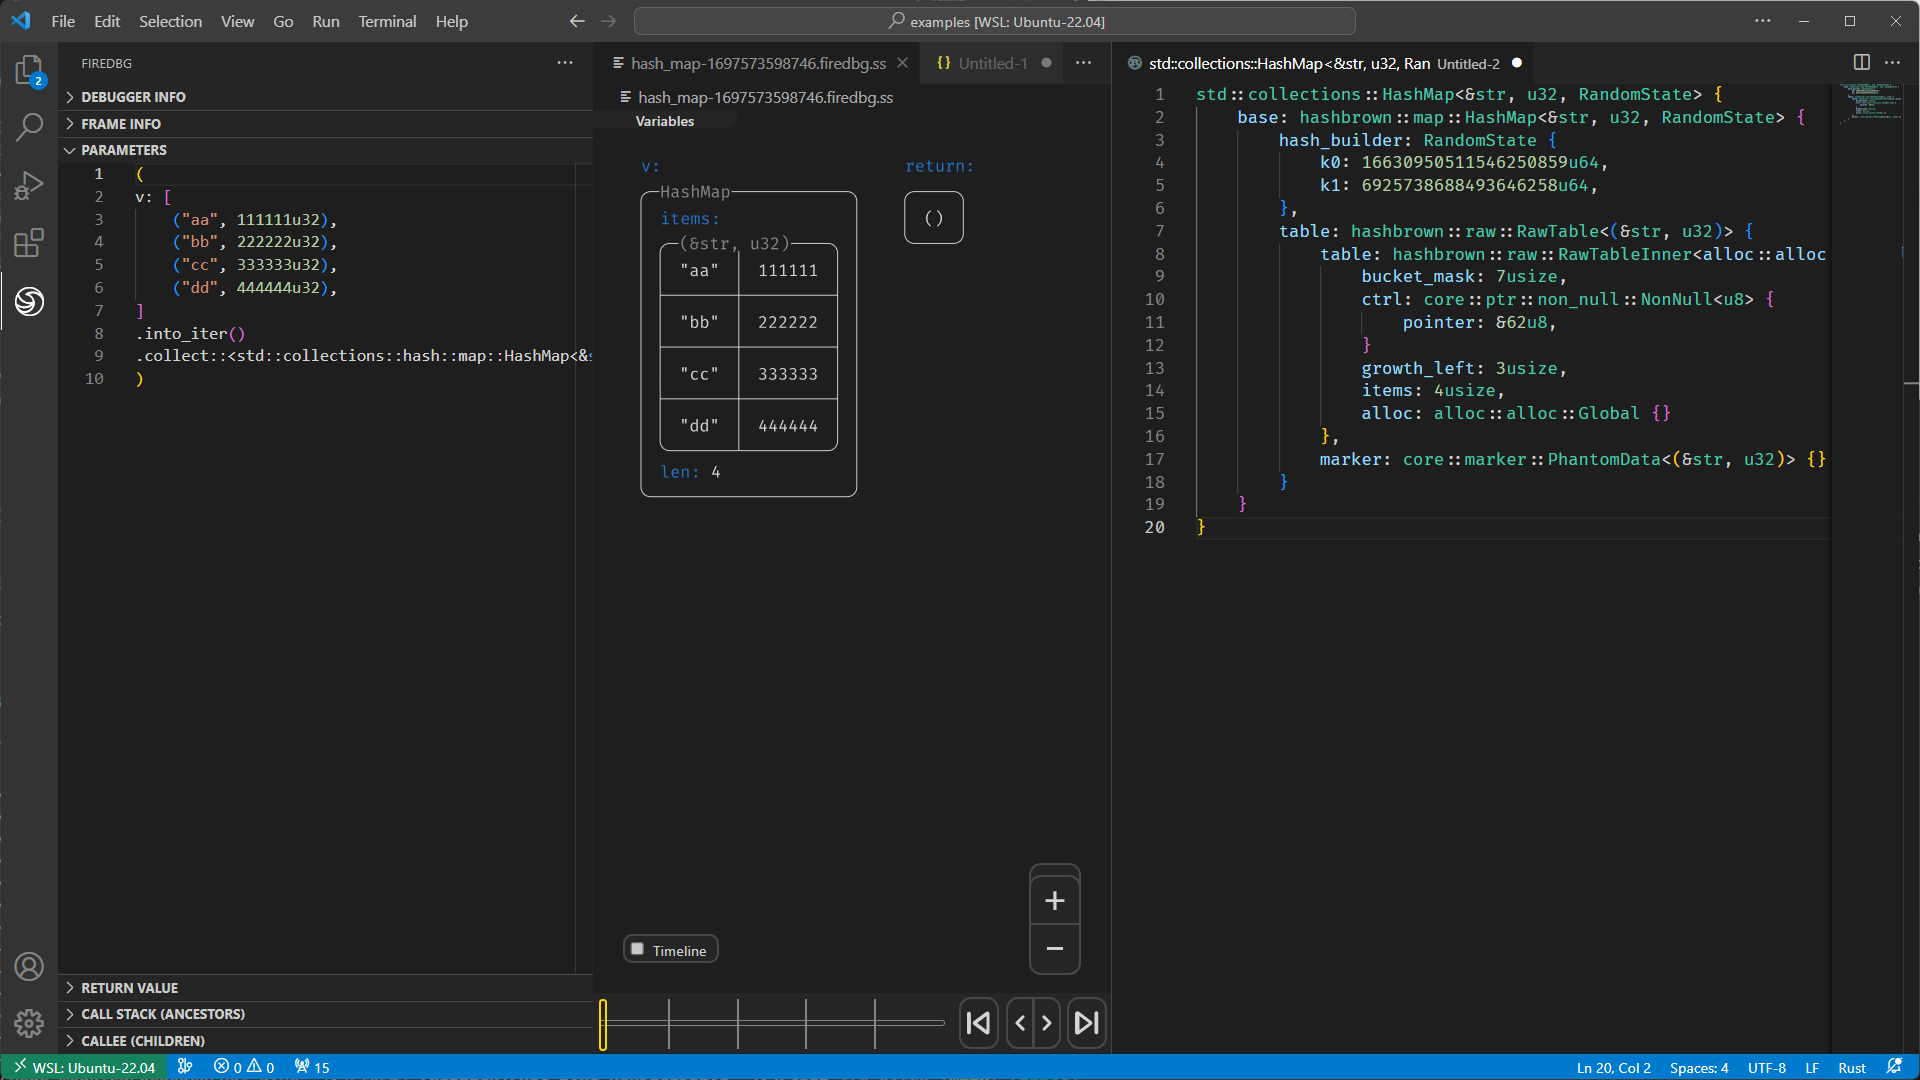 File Edit Selection View Go Run Terminal Help
examples [WSL: Ubuntu-22.04]
2
FIREDBG
DEBUGGER INFO
FRAME INFO
PARAMETERS
1 (
2 v: [
3 ("aa", 111111u32),
4 ("bb", 222222u32),
5 ("cc", 333333u32),
6 ("dd", 444444u32),
7 ]
8 .into_iter()
9 .collect::<std::collections::hash::map::HashMap<&s
10 )
RETURN VALUE
CALL STACK (ANCESTORS)
CALLEE (CHILDREN)
hash_map-1697573598746.firedbg.ss
{} Untitled-1
hash_map-1697573598746.firedbg.ss
Variables
v:
HashMap
items:
(&str, u32)
"aa" 111111
"bb" 222222
"cc" 333333
"dd" 444444
len: 4
return:
()
+
−
Timeline
std::collections::HashMap<&str, u32, Ran Untitled-2
1 std::collections::HashMap<&str, u32, RandomState> {
2 base: hashbrown::map::HashMap<&str, u32, RandomState> {
3 hash_builder: RandomState {
4 k0: 16630950511546250859u64,
5 k1: 6925738688493646258u64,
6 },
7 table: hashbrown::raw::RawTable<(&str, u32)> {
8 table: hashbrown::raw::RawTableInner<alloc::alloc
9 bucket_mask: 7usize,
10 ctrl: core::ptr::non_null::NonNull<u8> {
11 pointer: &62u8,
12 }
13 growth_left: 3usize,
14 items: 4usize,
15 alloc: alloc::alloc::Global {}
16 },
17 marker: core::marker::PhantomData<(&str, u32)> {}
18 }
19 }
20 }
WSL: Ubuntu-22.04
0 0
15
Ln 20, Col 2
Spaces: 4
UTF-8
LF
Rust